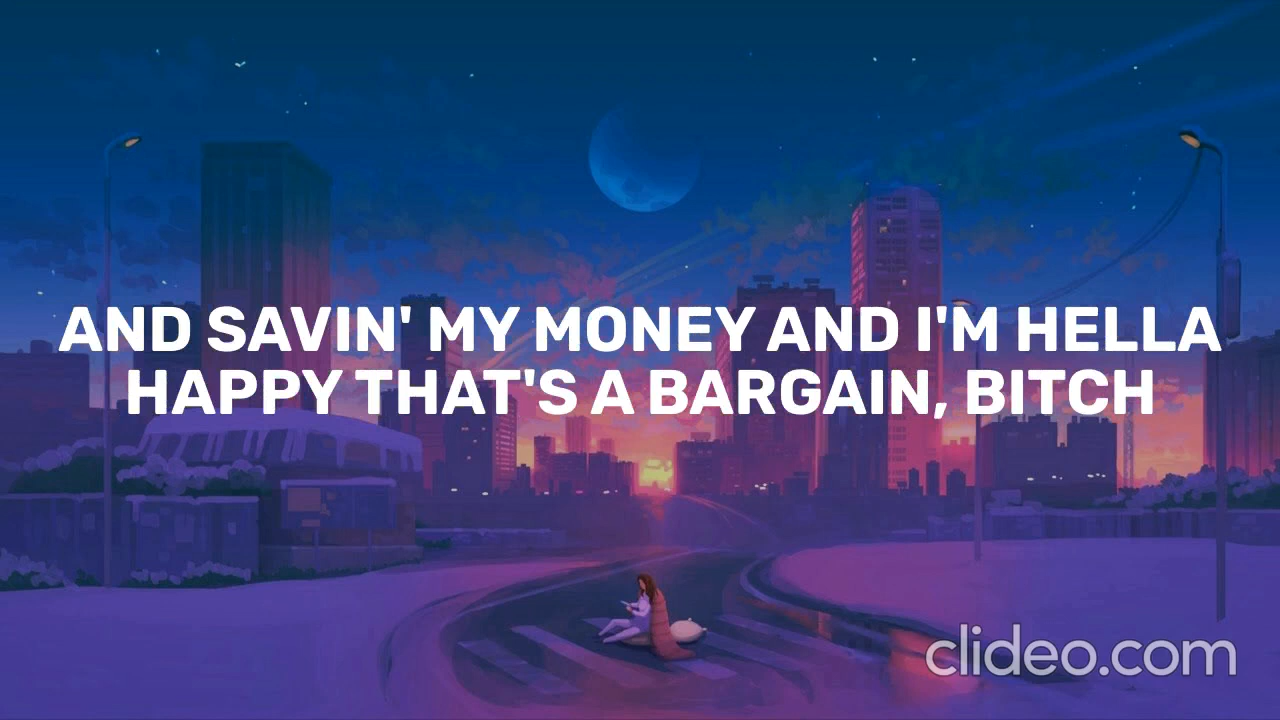 AND SAVIN' MY MONEY AND I'M HELLA
HAPPY THAT'S A BARGAIN, BITCH
clideo.com